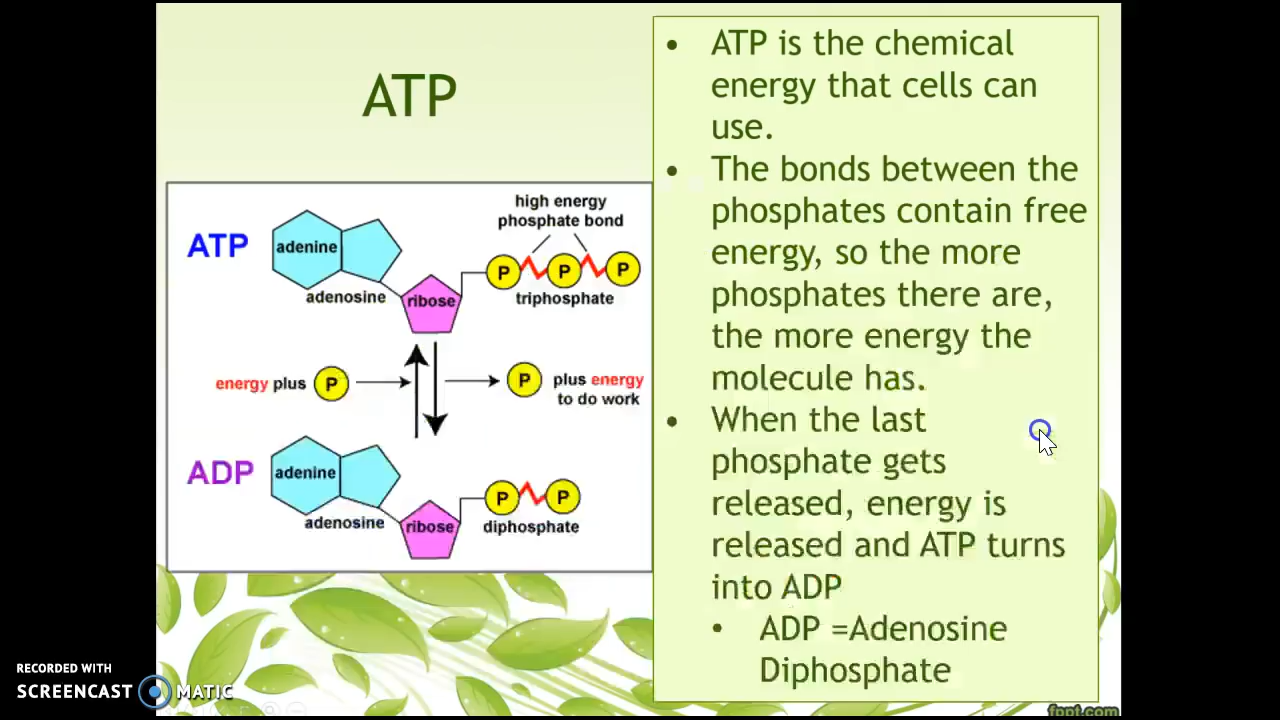 ATP
high energy
phosphate bond
ATP
adenine
P P P
adenosine
ribose
triphosphate
energy plus P
P plus energy
to do work
ADP
adenine
P P
adenosine
ribose
diphosphate
• ATP is the chemical
energy that cells can
use.
• The bonds between the
phosphates contain free
energy, so the more
phosphates there are,
the more energy the
molecule has.
• When the last
phosphate gets
released, energy is
released and ATP turns
into ADP
• ADP =Adenosine
Diphosphate
RECORDED WITH
SCREENCAST MATIC
fppt.com